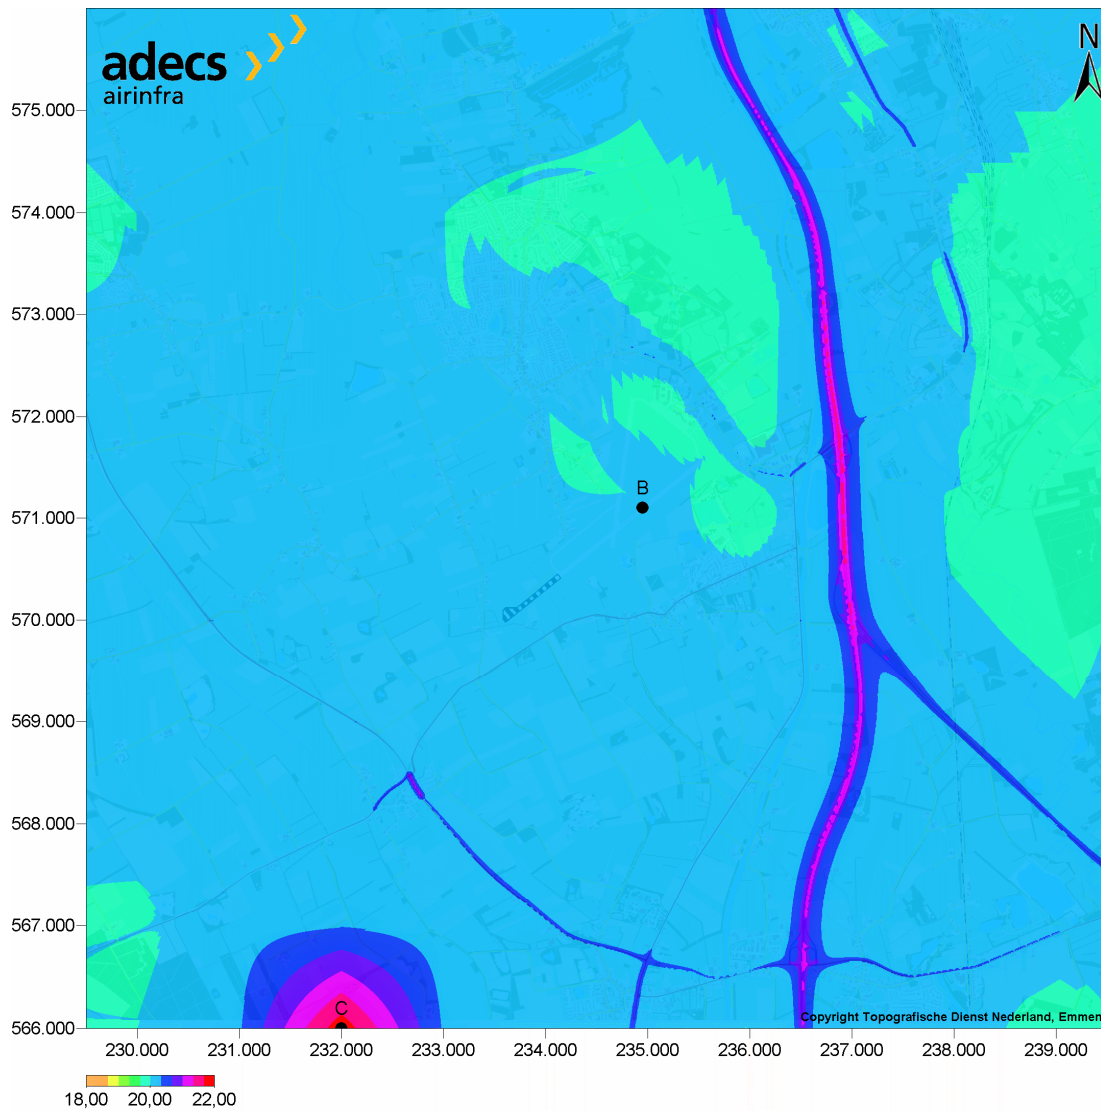 adecs
airinfra
N
575.000
574.000
573.000
572.000
B
571.000
570.000
569.000
568.000
567.000
C
566.000
Copyright Topografische Dienst Nederland, Emmen
230.000 231.000 232.000 233.000 234.000 235.000 236.000 237.000 238.000 239.000
18,00 20,00 22,00